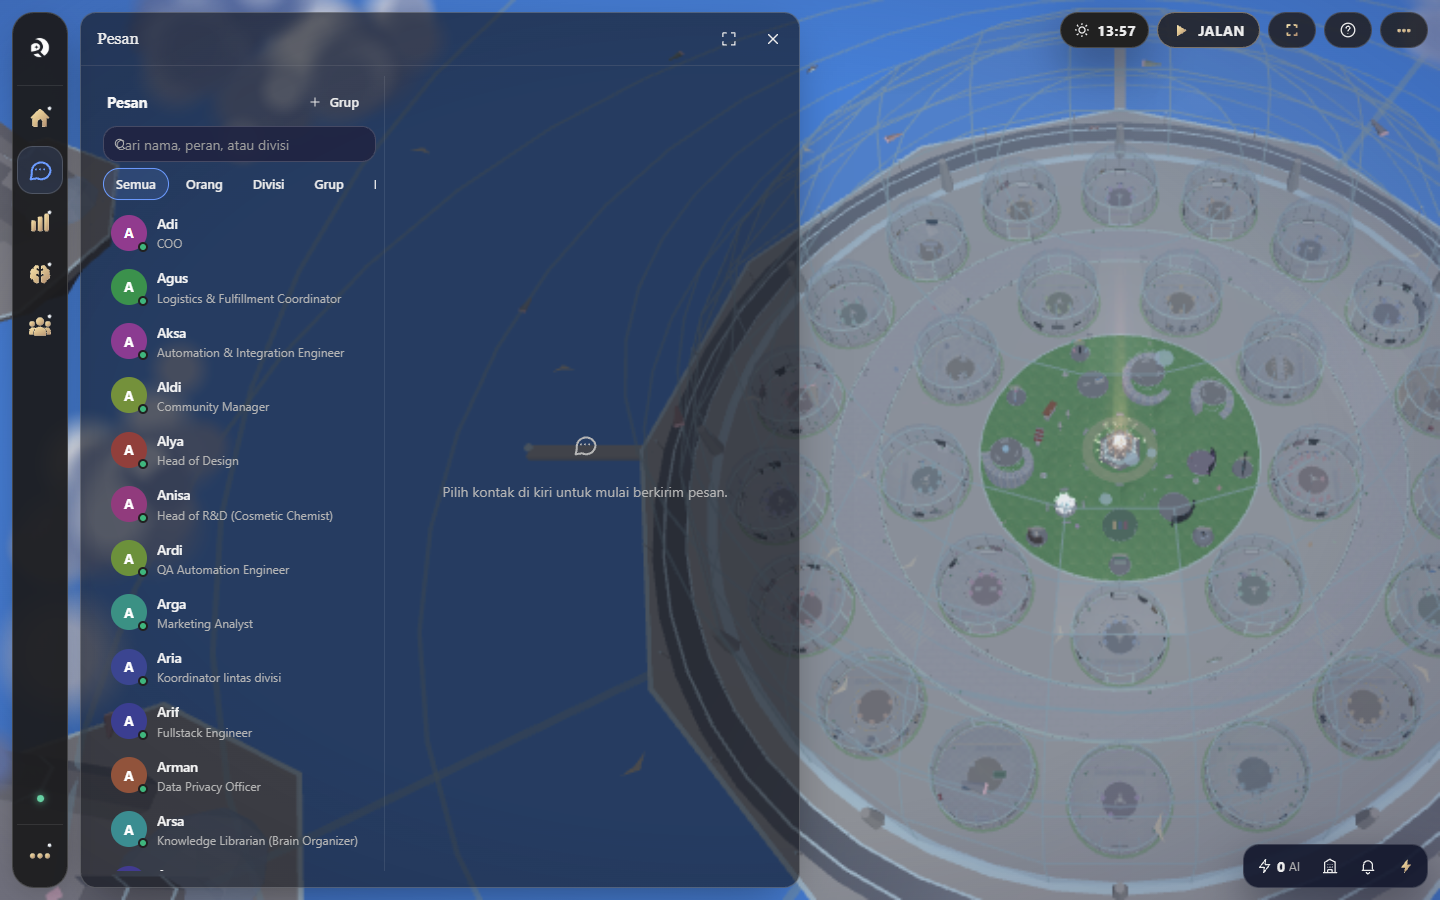 Pesan
13:57
JALAN
Pesan
+ Grup
Cari nama, peran, atau divisi
Semua
Orang
Divisi
Grup
A
Adi
COO
A
Agus
Logistics & Fulfillment Coordinator
A
Aksa
Automation & Integration Engineer
A
Aldi
Community Manager
A
Alya
Head of Design
A
Anisa
Head of R&D (Cosmetic Chemist)
A
Ardi
QA Automation Engineer
A
Arga
Marketing Analyst
A
Aria
Koordinator lintas divisi
A
Arif
Fullstack Engineer
A
Arman
Data Privacy Officer
A
Arsa
Knowledge Librarian (Brain Organizer)
Pilih kontak di kiri untuk mulai berkirim pesan.
0 AI